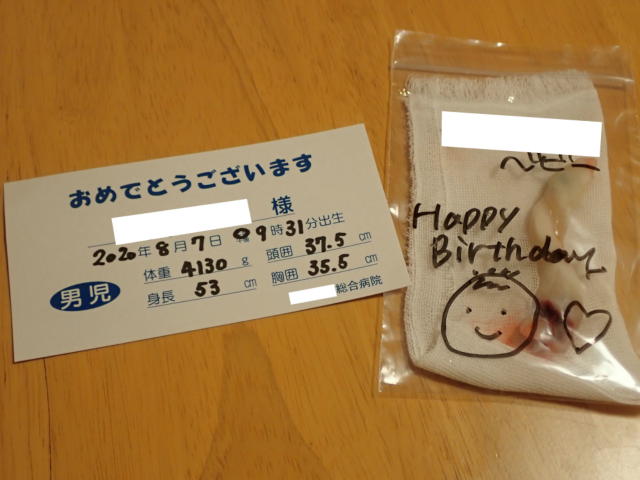 おめでとうございます
様
2020年8月7日 09時31分出生
体重 4130 g 頭囲 37.5 cm
男児
身長 53 cm 胸囲 35.5 cm
総合病院
ベビー
Happy
Birthday